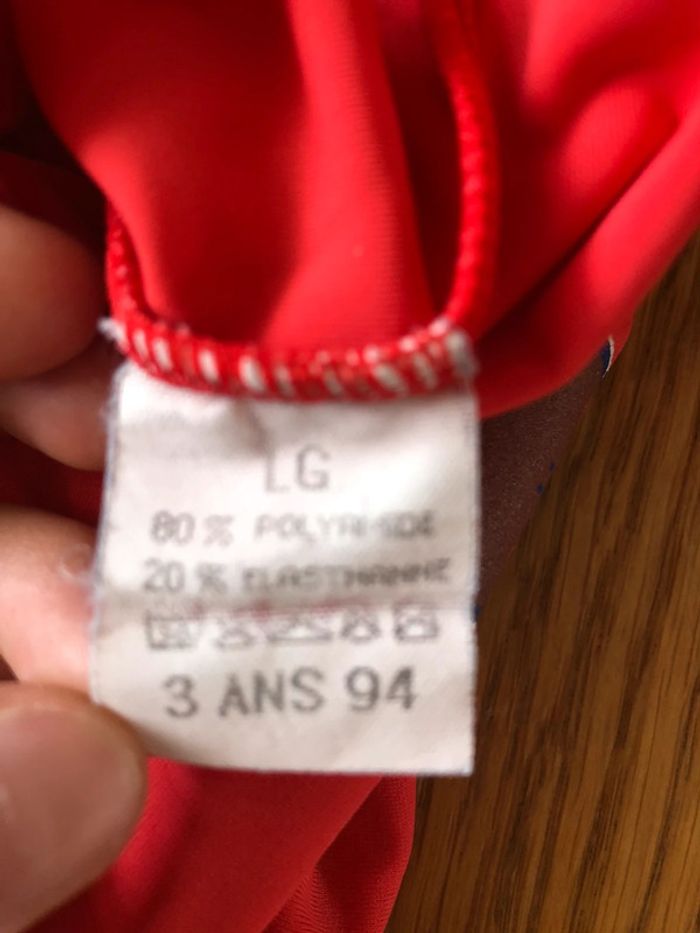 LG
80 % POLYAMIDE
20 % ELASTHANNE
3 ANS 94